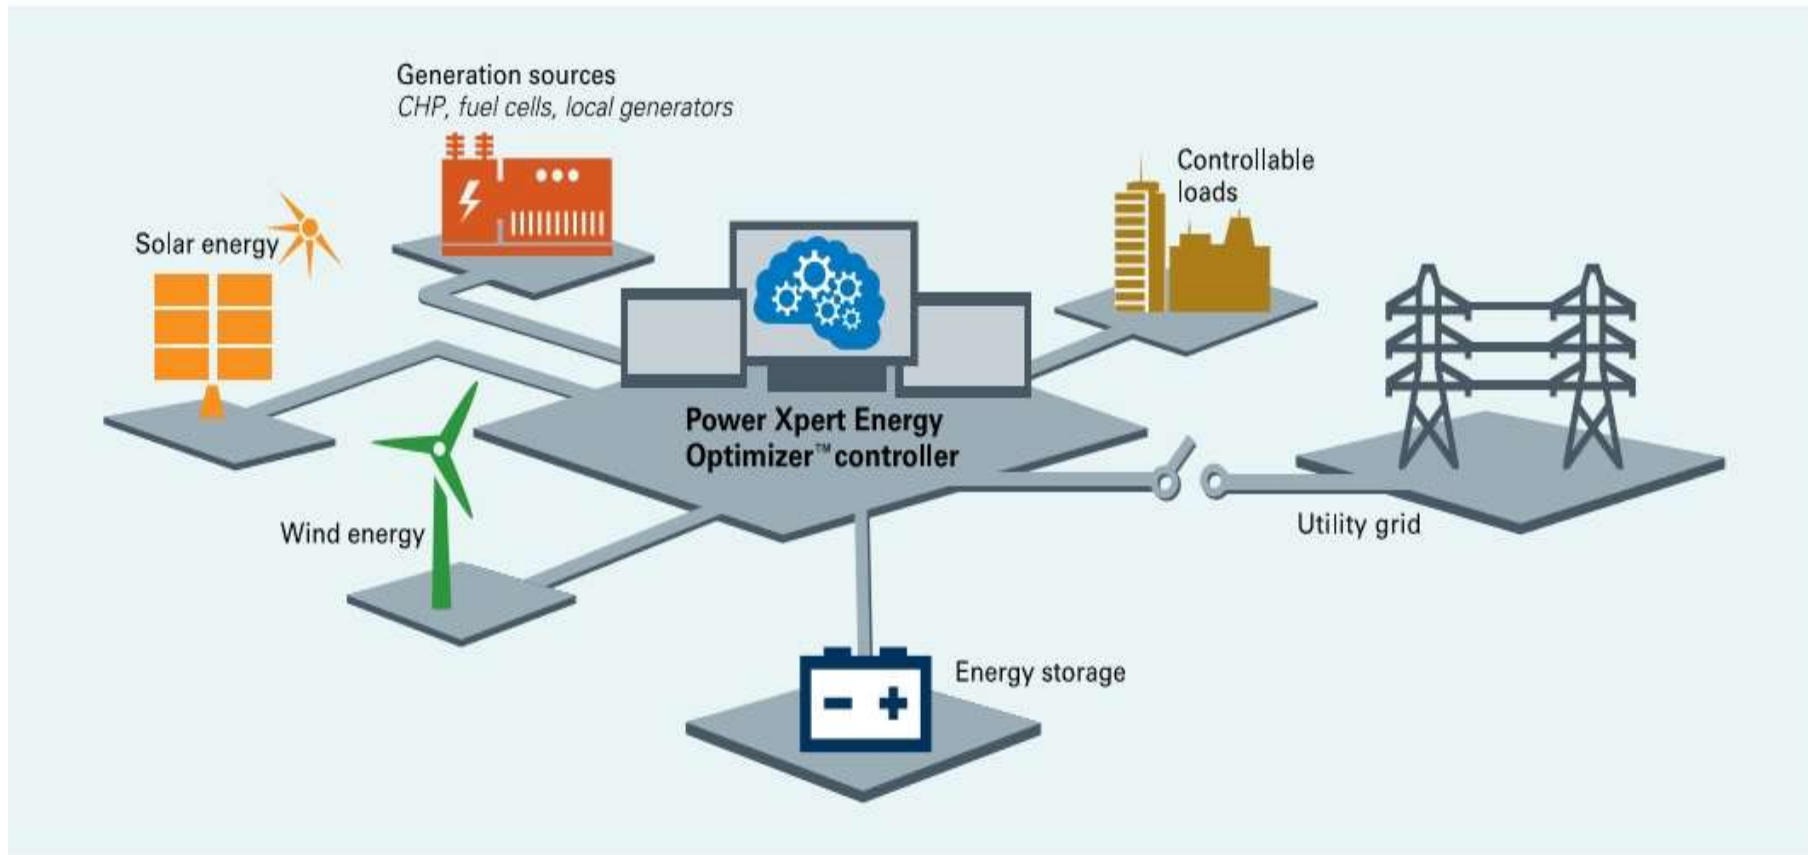 Generation sources
CHP, fuel cells, local generators
Controllable
loads
Solar energy
Power Xpert Energy
Optimizer™ controller
Wind energy
Utility grid
Energy storage